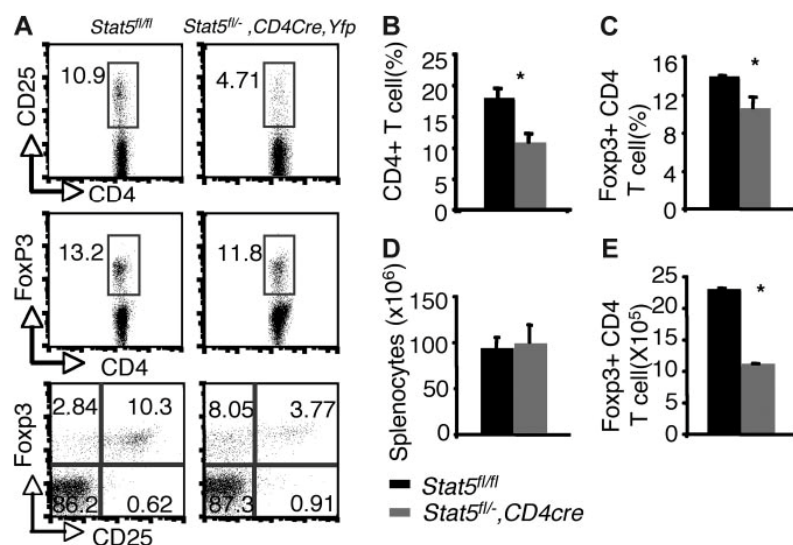 A
Stat5fl/fl
Stat5fl/-,CD4Cre,Yfp
10.9
4.71
CD25
CD4
13.2
11.8
FoxP3
CD4
2.84
10.3
8.05
3.77
Foxp3
86.2
0.62
87.3
0.91
CD25
B
CD4+ T cell(%)
25
20
15
10
5
0
*
C
Foxp3+ CD4
T cell(%)
16
12
8
4
0
*
D
Splenocytes (x10⁶)
150
100
50
0
E
Foxp3+ CD4
T cell(X10⁵)
25
20
15
10
5
0
*
Stat5fl/fl
Stat5fl/-,CD4cre